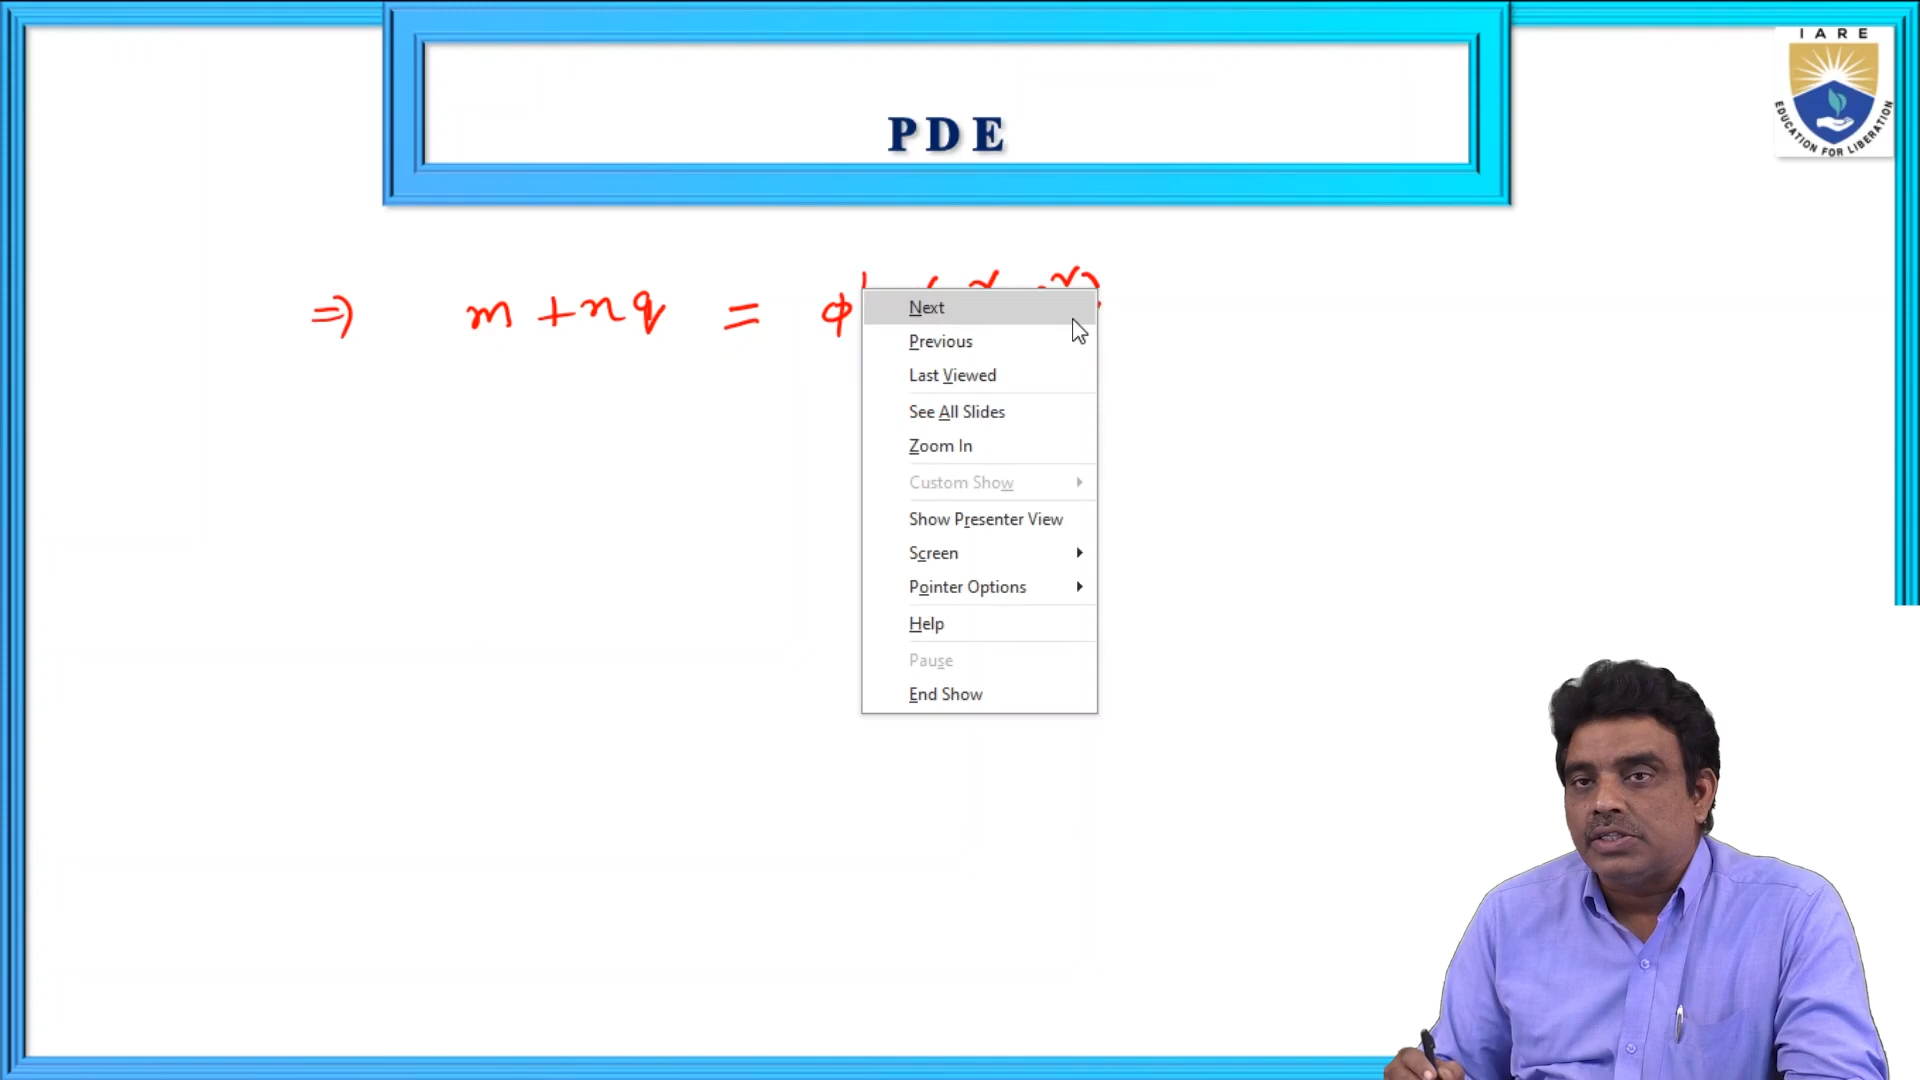 IARE
EDUCATION FOR LIBERATION
PDE
⇒ m + nq = φ'
Next
Previous
Last Viewed
See All Slides
Zoom In
Custom Show
Show Presenter View
Screen
Pointer Options
Help
Pause
End Show